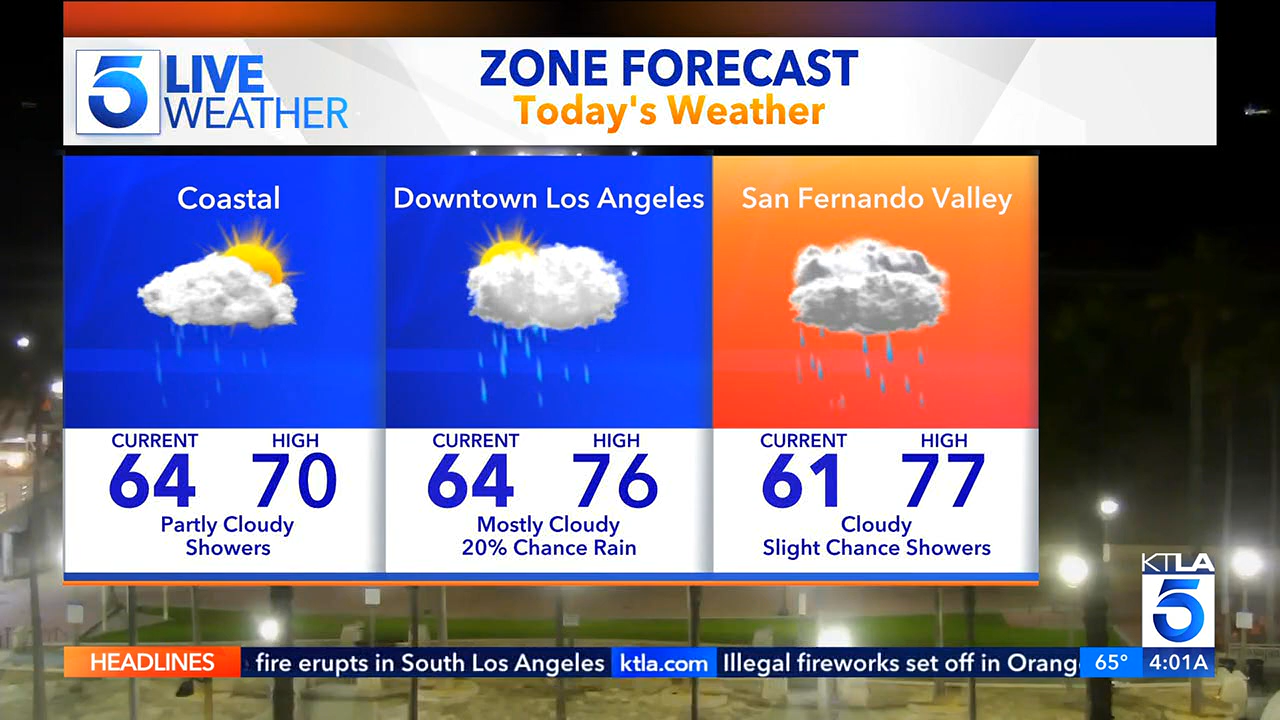 5 LIVE
WEATHER
ZONE FORECAST
Today's Weather
Coastal
CURRENT HIGH
64 70
Partly Cloudy
Showers
Downtown Los Angeles
CURRENT HIGH
64 76
Mostly Cloudy
20% Chance Rain
San Fernando Valley
CURRENT HIGH
61 77
Cloudy
Slight Chance Showers
KTLA
5
HEADLINES fire erupts in South Los Angeles ktla.com Illegal fireworks set off in Orang 65° 4:01A